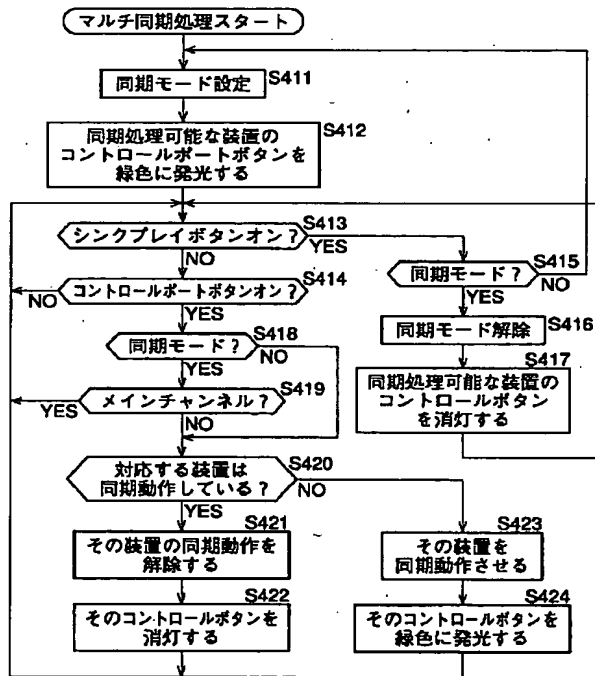 マルチ同期処理スタート
同期モード設定
S411
同期処理可能な装置の
コントロールポートボタンを
緑色に発光する
S412
シンクプレイボタンオン?
S413
YES
NO
コントロールポートボタンオン?
S414
NO
YES
同期モード?
S415
NO
YES
同期モード解除
S416
同期処理可能な装置の
コントロールボタン
を消灯する
S417
同期モード?
S418
NO
YES
メインチャンネル?
S419
YES
NO
対応する装置は
同期動作している?
S420
NO
YES
その装置の同期動作を
解除する
S421
そのコントロールボタンを
消灯する
S422
その装置を
同期動作させる
S423
そのコントロールボタンを
緑色に発光する
S424